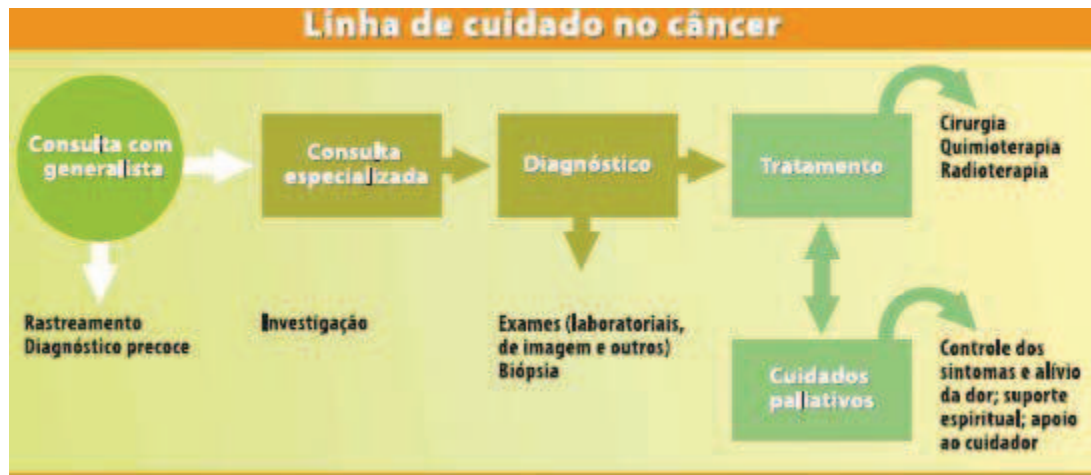 Linha de cuidado no câncer
Consulta com
generalista
Rastreamento
Diagnóstico precoce
Consulta
especializada
Investigação
Diagnóstico
Exames (laboratoriais,
de imagem e outros)
Biópsia
Tratamento
Cirurgia
Quimioterapia
Radioterapia
Cuidados
paliativos
Controle dos
sintomas e alívio
da dor; suporte
espiritual; apoio
ao cuidador